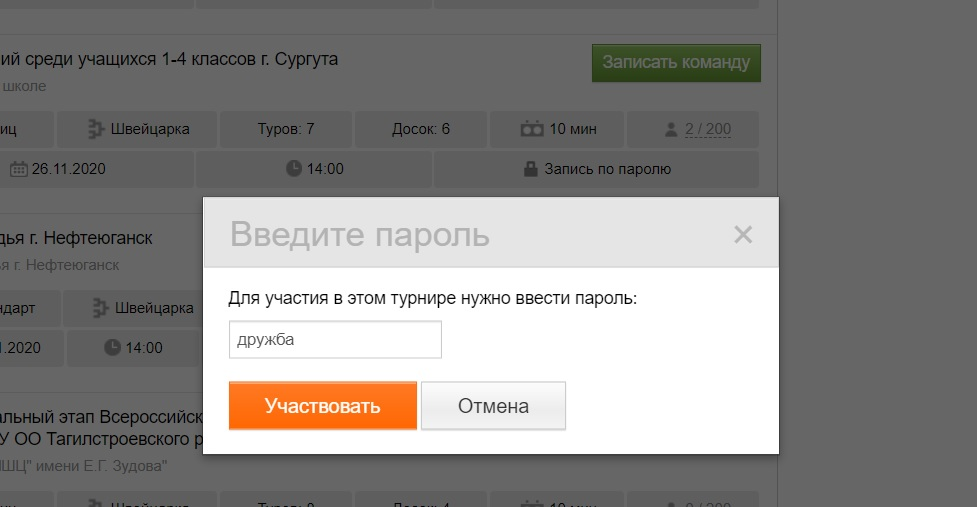 ий среди учащихся 1-4 классов г. Сургута
Записать команду
школе
иц
Швейцарка
Туров: 7
Досок: 6
10 мин
2 / 200
26.11.2020
14:00
Запись по паролю
Введите пароль
дья г. Нефтеюганск
я г. Нефтеюганск
Для участия в этом турнире нужно ввести пароль:
ндарт
Швейцарка
дружба
1.2020
14:00
Участвовать
Отмена
альный этап Всероссийск
У ОО Тагилстроевского р
ШЦ" имени Е.Г. Зудова"